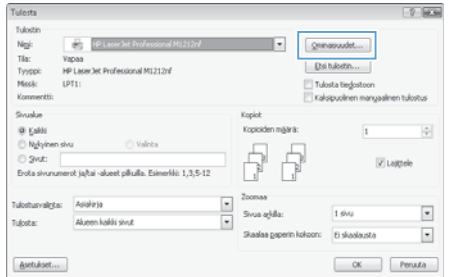 Tulosta
Tulostin
Nimi: HP LaserJet Professional M1212nf Ominaisuudet...
Tila: Vapaa
Tyyppi: HP LaserJet Professional M1212nf Etsi tulostin...
Missä: LPT1: Tulosta tiedostoon
Kommentti: Kaksipuolinen manuaalinen tulostus
Sivualue Kopiot
Kaikki Kopioiden määrä: 1
Nykyinen sivu Valinta
Sivut: Lajittele
Erota sivunumerot ja/tai -alueet pilkuilla. Esimerkki: 1,3,5-12
Zoomaa
Tulostusvalinta: Asiakirja Sivua arkilla: 1 sivu
Tulosta: Alueen kaikki sivut Skaalaa paperin kokoon: Ei skaalausta
Asetukset... OK Peruuta